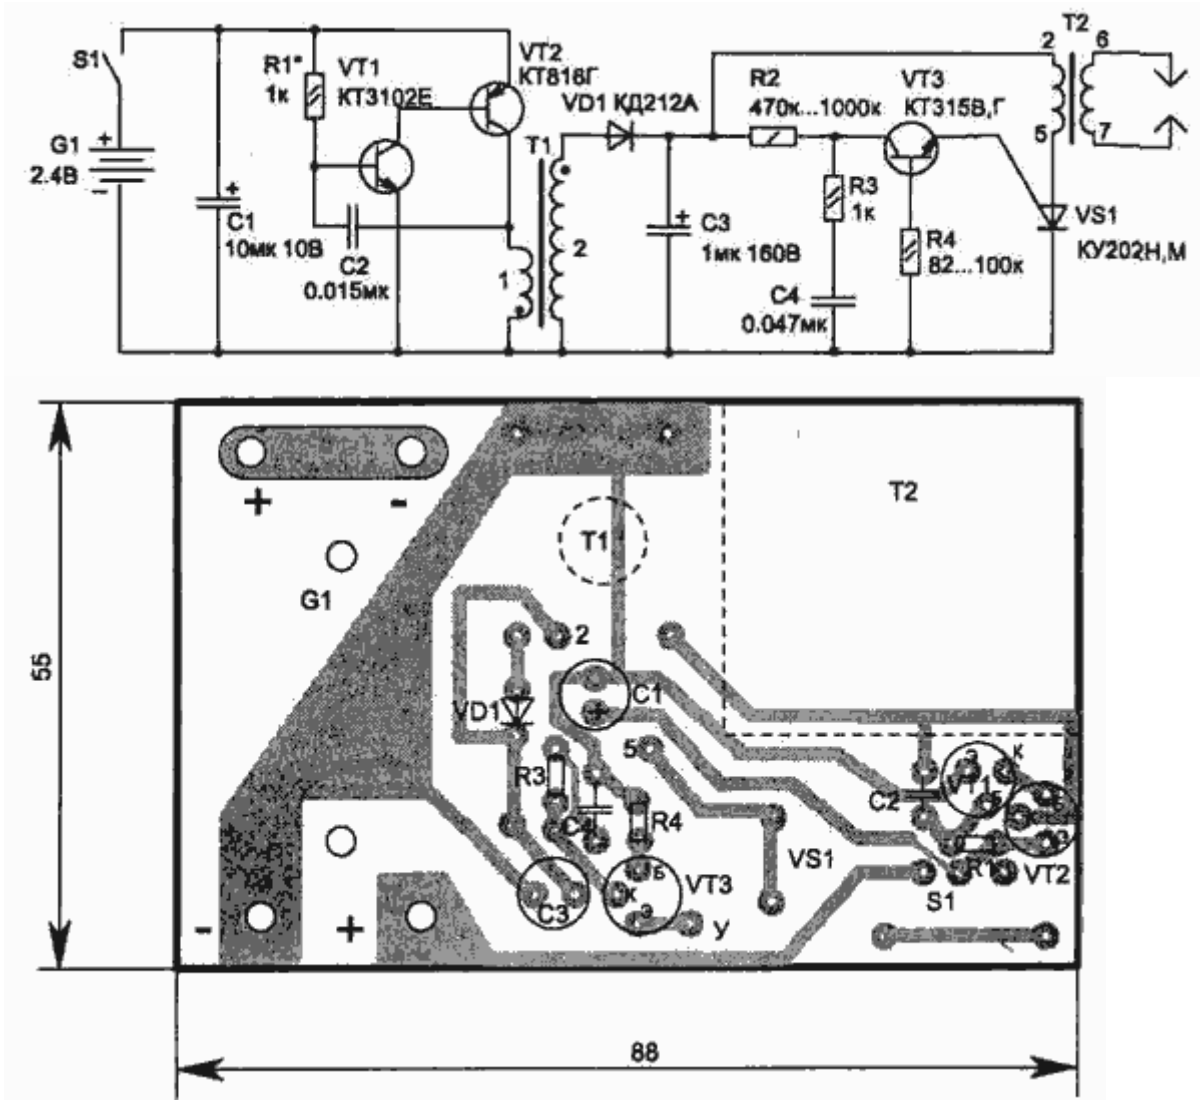 S1
G1
+
2.4В
−
+
C1
10мк 10В
R1*
1к
VT1
КТ3102Е
C2
0.015мк
VT2
КТ816Г
T1
1
2
VD1 КД212А
+
C3
1мк 160В
R2
470к...1000к
R3
1к
C4
0.047мк
VT3
КТ315В,Г
R4
82...100к
T2
2
6
5
7
VS1
КУ202Н,М
+
-
G1
55
T1
T2
2
VD1
C1
+
5
R3
C4
R4
C3
К
Б
Э
VT3
У
VS1
C2
Э
К
VT1
Б
Б
К
Э
R1
VT2
S1
-
+
88